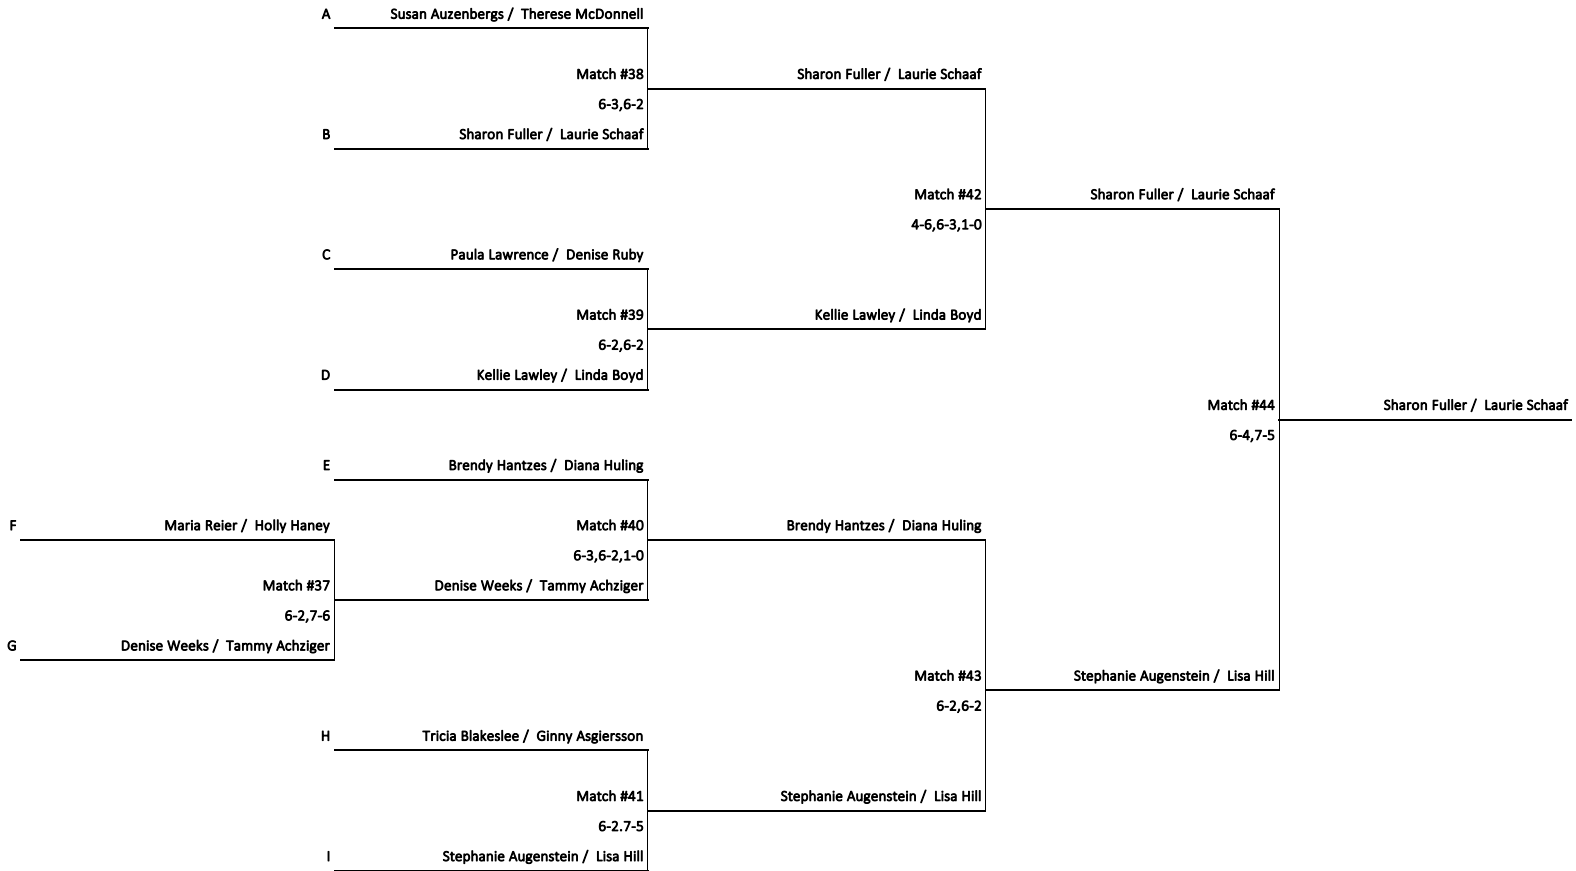 A Susan Auzenbergs /  Therese McDonnell
Match #38 Sharon Fuller /  Laurie Schaaf
6-3,6-2
B Sharon Fuller /  Laurie Schaaf
Match #42 Sharon Fuller /  Laurie Schaaf
4-6,6-3,1-0
C Paula Lawrence /  Denise Ruby
Match #39 Kellie Lawley /  Linda Boyd
6-2,6-2
D Kellie Lawley /  Linda Boyd
Match #44 Sharon Fuller /  Laurie Schaaf
6-4,7-5
E Brendy Hantzes /  Diana Huling
F Maria Reier /  Holly Haney Match #40 Brendy Hantzes /  Diana Huling
6-3,6-2,1-0
Match #37 Denise Weeks /  Tammy Achziger
6-2,7-6
G Denise Weeks /  Tammy Achziger
Match #43 Stephanie Augenstein /  Lisa Hill
6-2,6-2
H Tricia Blakeslee /  Ginny Asgiersson
Match #41 Stephanie Augenstein /  Lisa Hill
6-2.7-5
I Stephanie Augenstein /  Lisa Hill